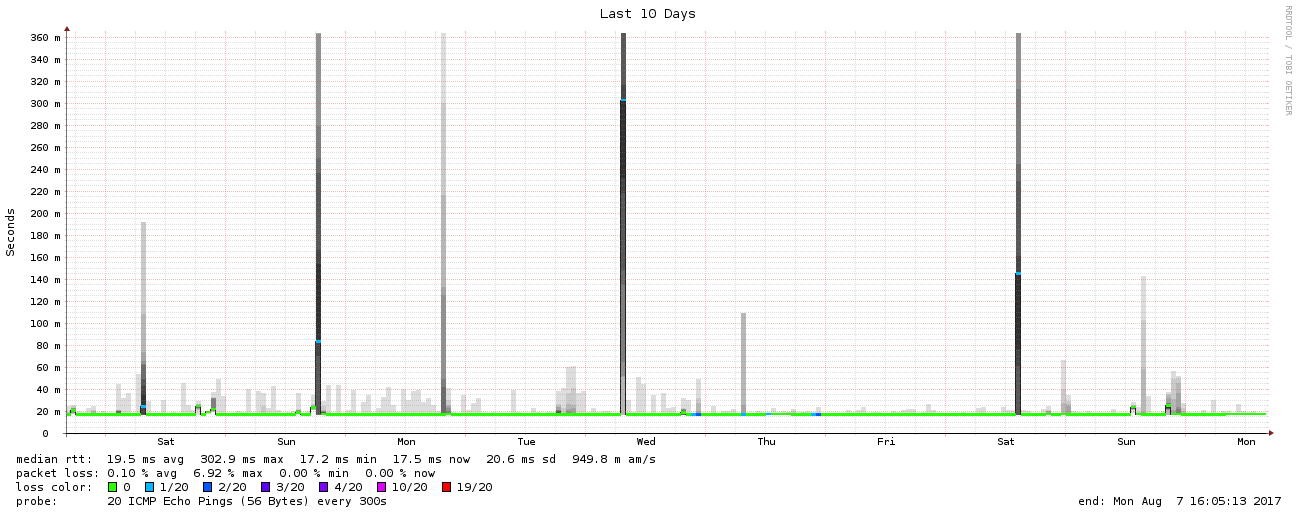 Last 10 Days
RRDTOOL / TOBI OETIKER
Seconds
360 m
340 m
320 m
300 m
280 m
260 m
240 m
220 m
200 m
180 m
160 m
140 m
120 m
100 m
80 m
60 m
40 m
20 m
0
Sat Sun Mon Tue Wed Thu Fri Sat Sun Mon
median rtt: 19.5 ms avg 302.9 ms max 17.2 ms min 17.5 ms now 20.6 ms sd 949.8 m am/s
packet loss: 0.10 % avg 6.92 % max 0.00 % min 0.00 % now
loss color: 0 1/20 2/20 3/20 4/20 10/20 19/20
probe: 20 ICMP Echo Pings (56 Bytes) every 300s
end: Mon Aug 7 16:05:13 2017